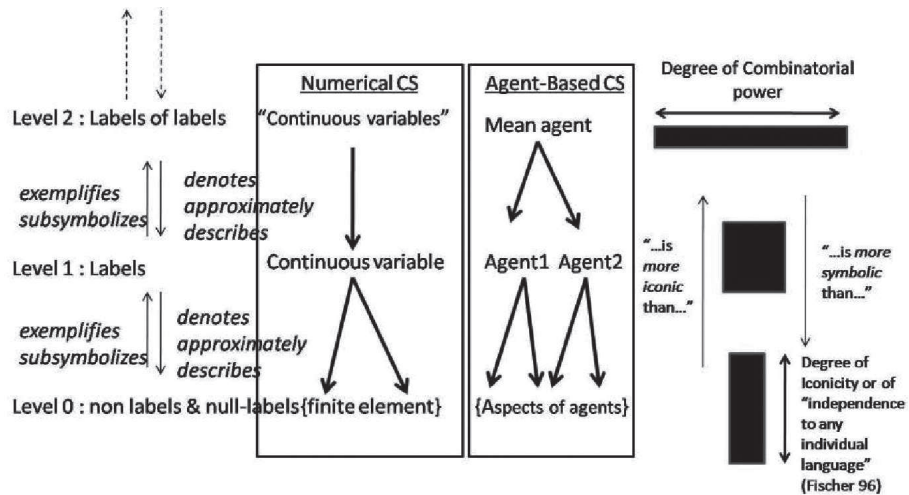 Numerical CS
Agent-Based CS
Degree of Combinatorial
power
Level 2 : Labels of labels
"Continuous variables"
Mean agent
exemplifies
subsymbolizes
denotes
approximately
describes
Level 1 : Labels
Continuous variable
Agent1 Agent2
"...is
more
iconic
than..."
"...is more
symbolic
than..."
exemplifies
subsymbolizes
denotes
approximately
describes
Level 0 : non labels & null-labels
{finite element}
{Aspects of agents}
Degree of
Iconicity or of
"independence
to any
individual
language"
(Fischer 96)